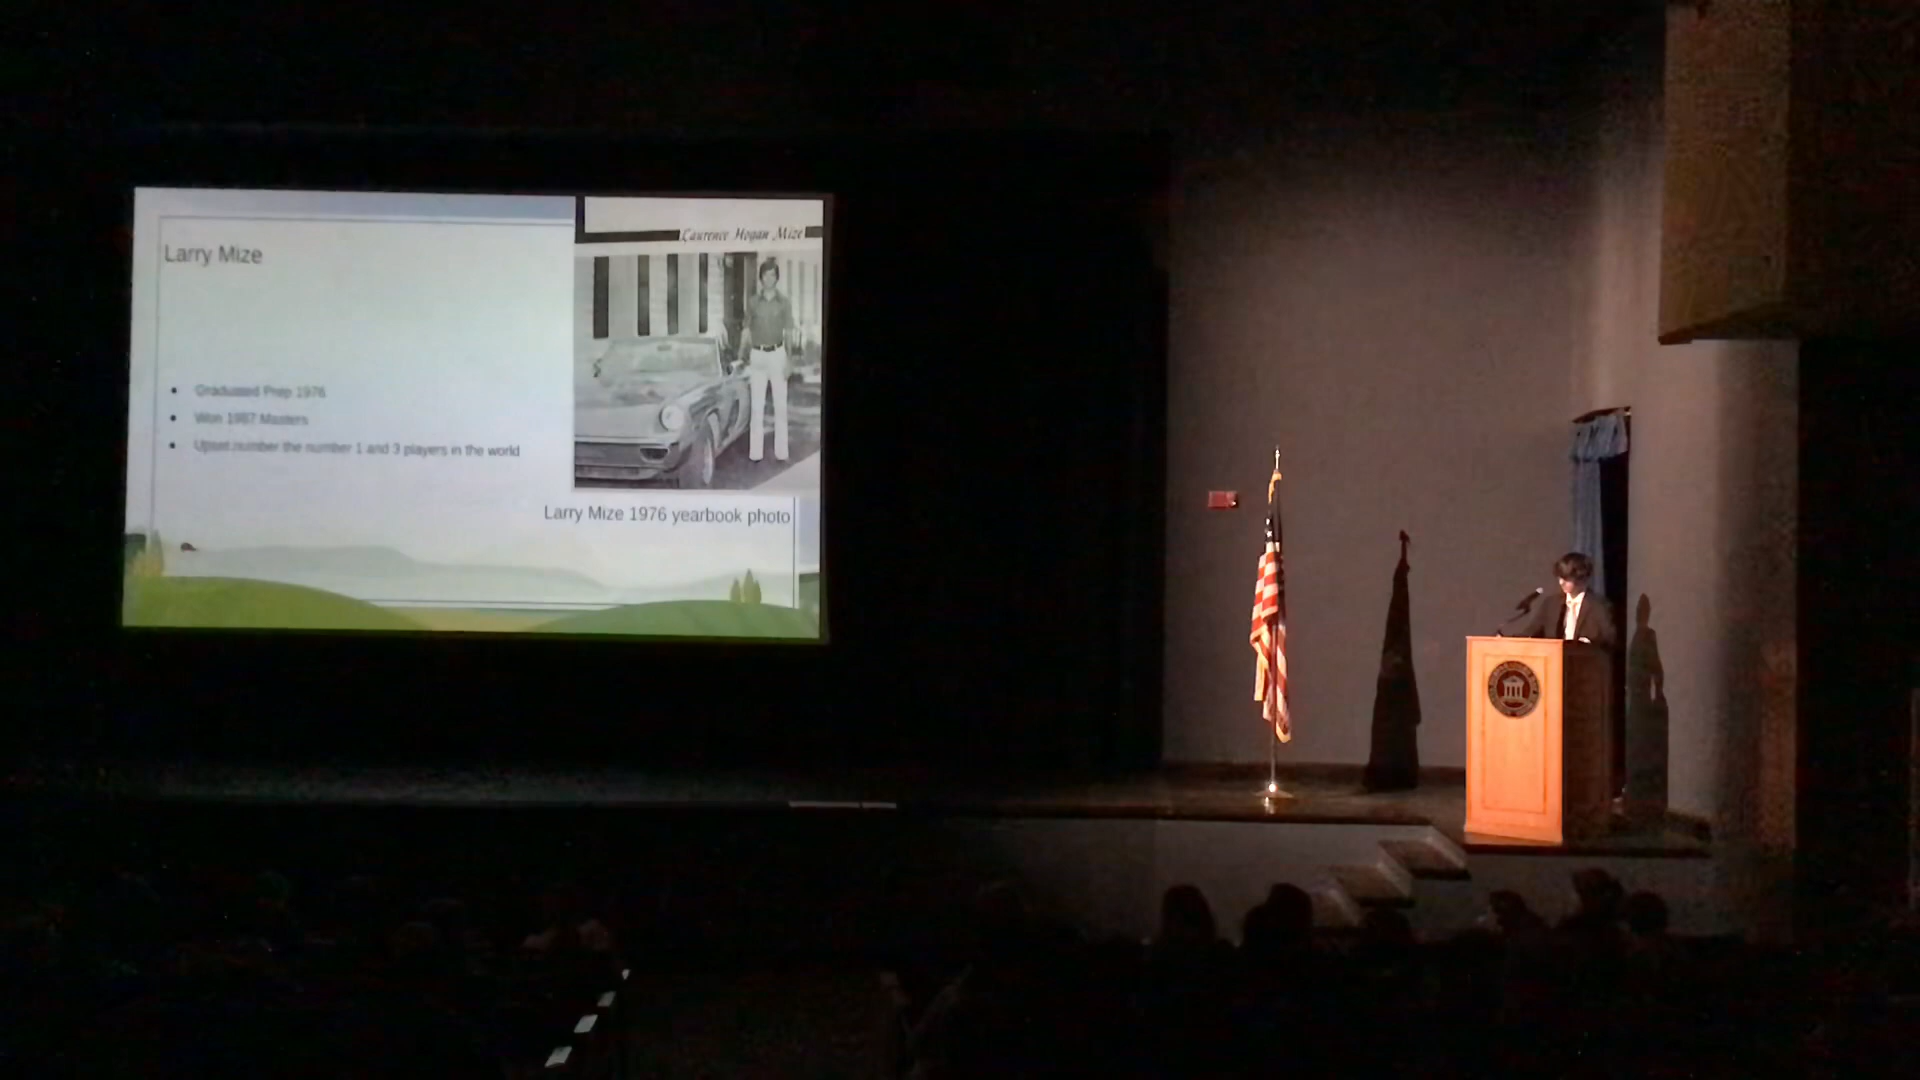 Larry Mize
Laurence Hogan Mize
• Graduated Prep 1976
• Won 1987 Masters
• Upset number the number 1 and 3 players in the world
Larry Mize 1976 yearbook photo